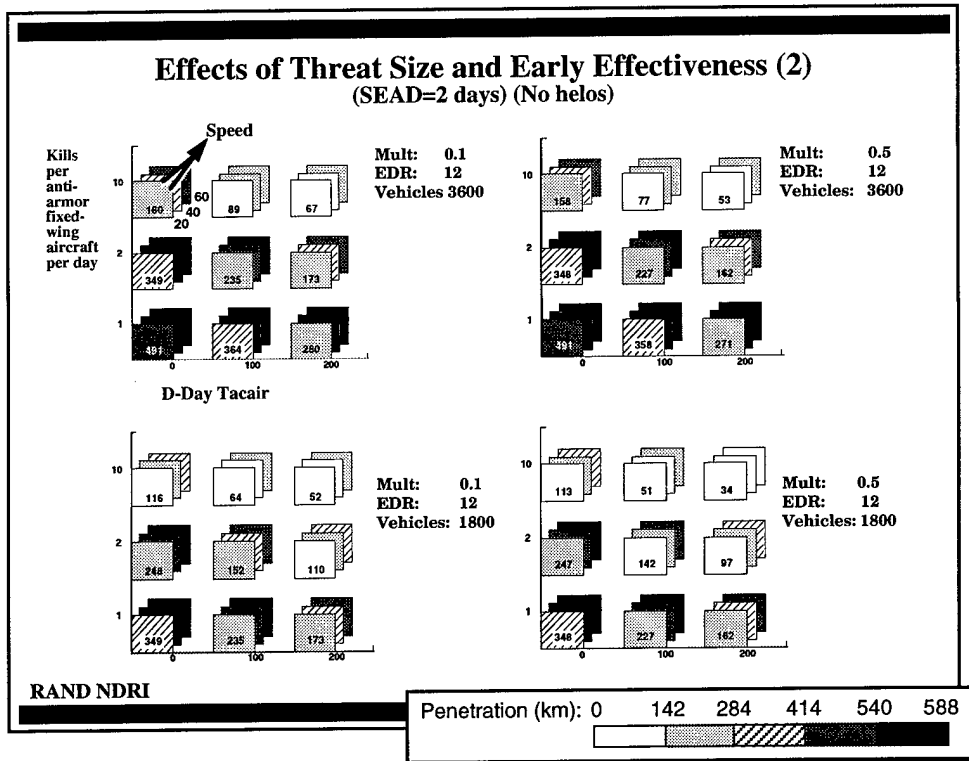 Effects of Threat Size and Early Effectiveness (2)
(SEAD=2 days) (No helos)
Speed
Kills
per
anti-
armor
fixed-
wing
aircraft
per day
Mult: 0.1
EDR: 12
Vehicles 3600
10
160
60
40
20
89
67
2
349
235
173
1
491
364
260
0
100
200
D-Day Tacair
Mult: 0.5
EDR: 12
Vehicles: 3600
10
158
77
53
2
348
227
162
1
491
358
271
0
100
200
Mult: 0.1
EDR: 12
Vehicles: 1800
10
116
64
52
2
248
152
110
1
349
235
173
0
100
200
Mult: 0.5
EDR: 12
Vehicles: 1800
10
113
51
34
2
247
142
97
1
348
227
162
0
100
200
RAND NDRI
Penetration (km): 0 142 284 414 540 588